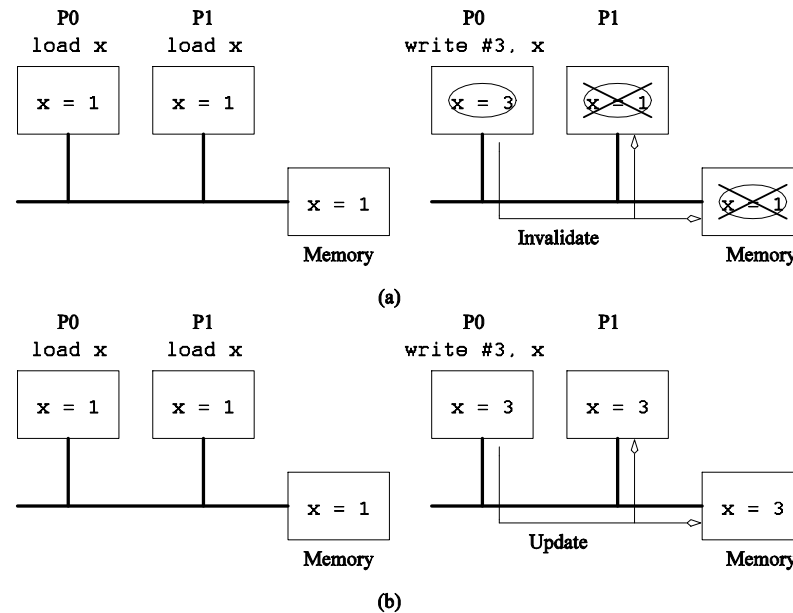 P0 P1 P0 P1
load x load x write #3, x
x = 1 x = 1 x = 3 x = 1
x = 1 x = 1
Invalidate
Memory Memory
(a)
P0 P1 P0 P1
load x load x write #3, x
x = 1 x = 1 x = 3 x = 3
x = 1 x = 3
Update
Memory Memory
(b)